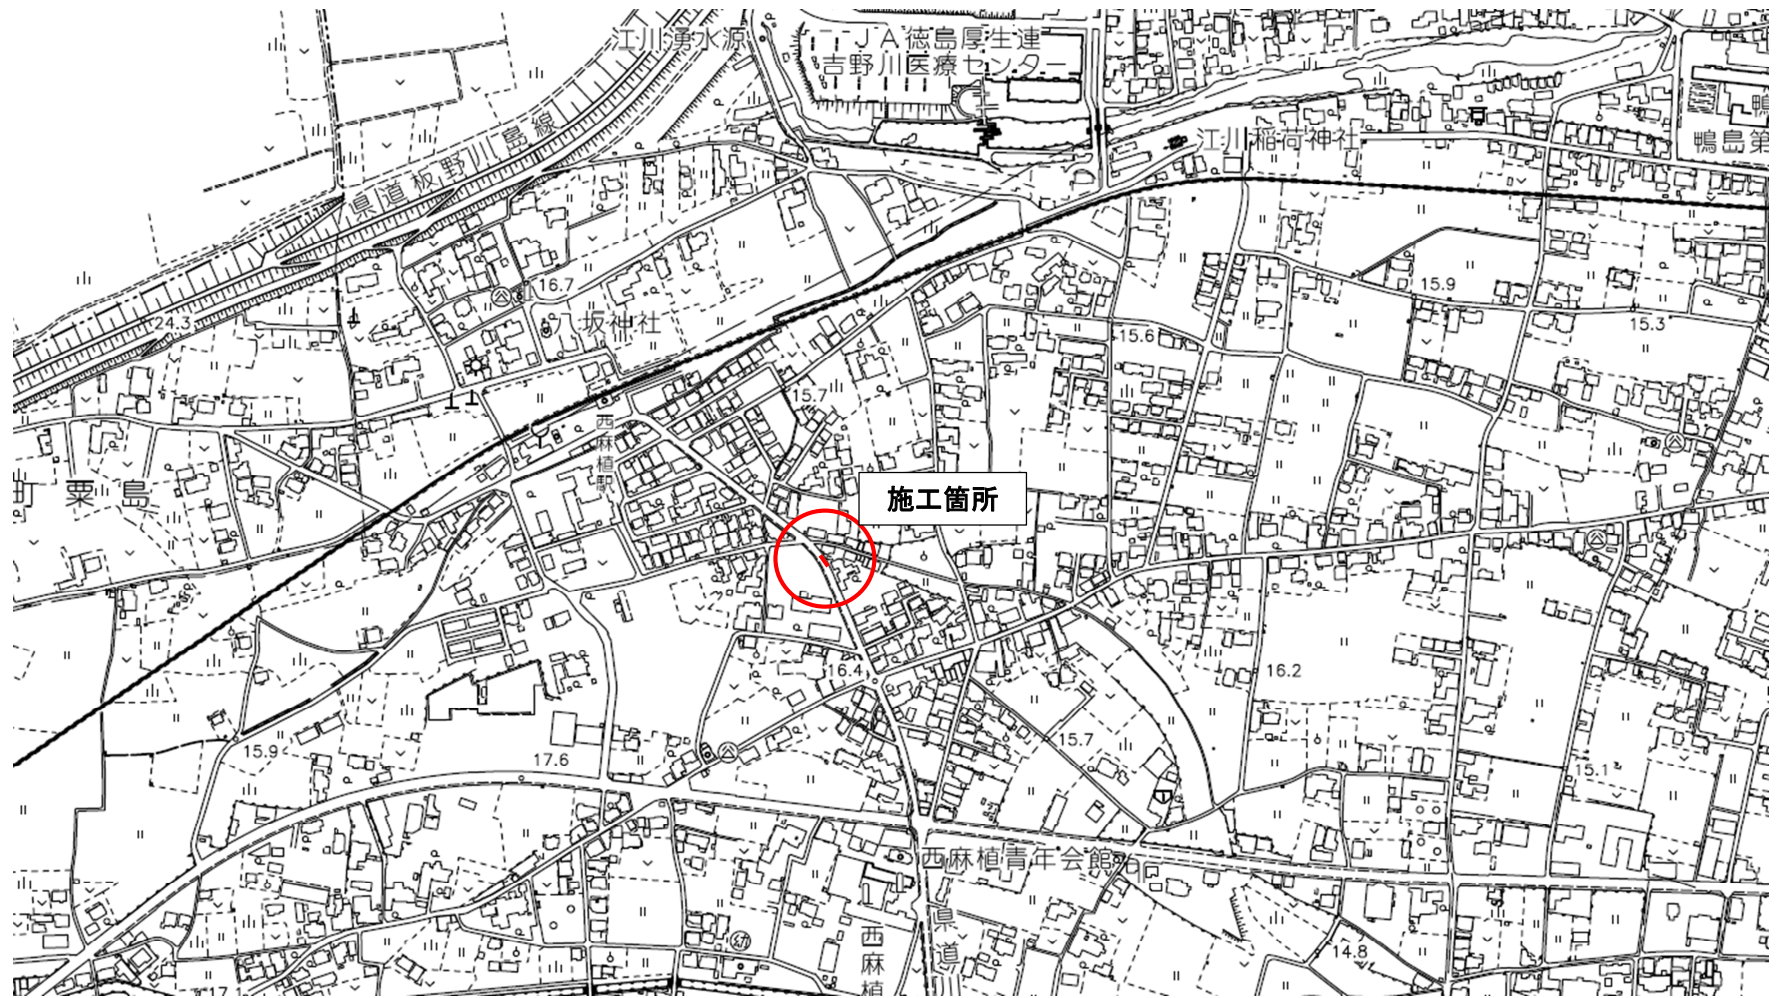 江川湧水源
JA徳島厚生連
吉野川医療センター
江川稲荷神社
鴨
鴨島第
県道板野川島線
16.7
24.3
八坂神社
15.9
15.3
15.6
15.7
西麻植駅
町 粟島
施工箇所
16.4
16.2
15.9
17.6
15.7
15.1
西麻植青年会館
県道
西麻植
幼
14.8
17.1